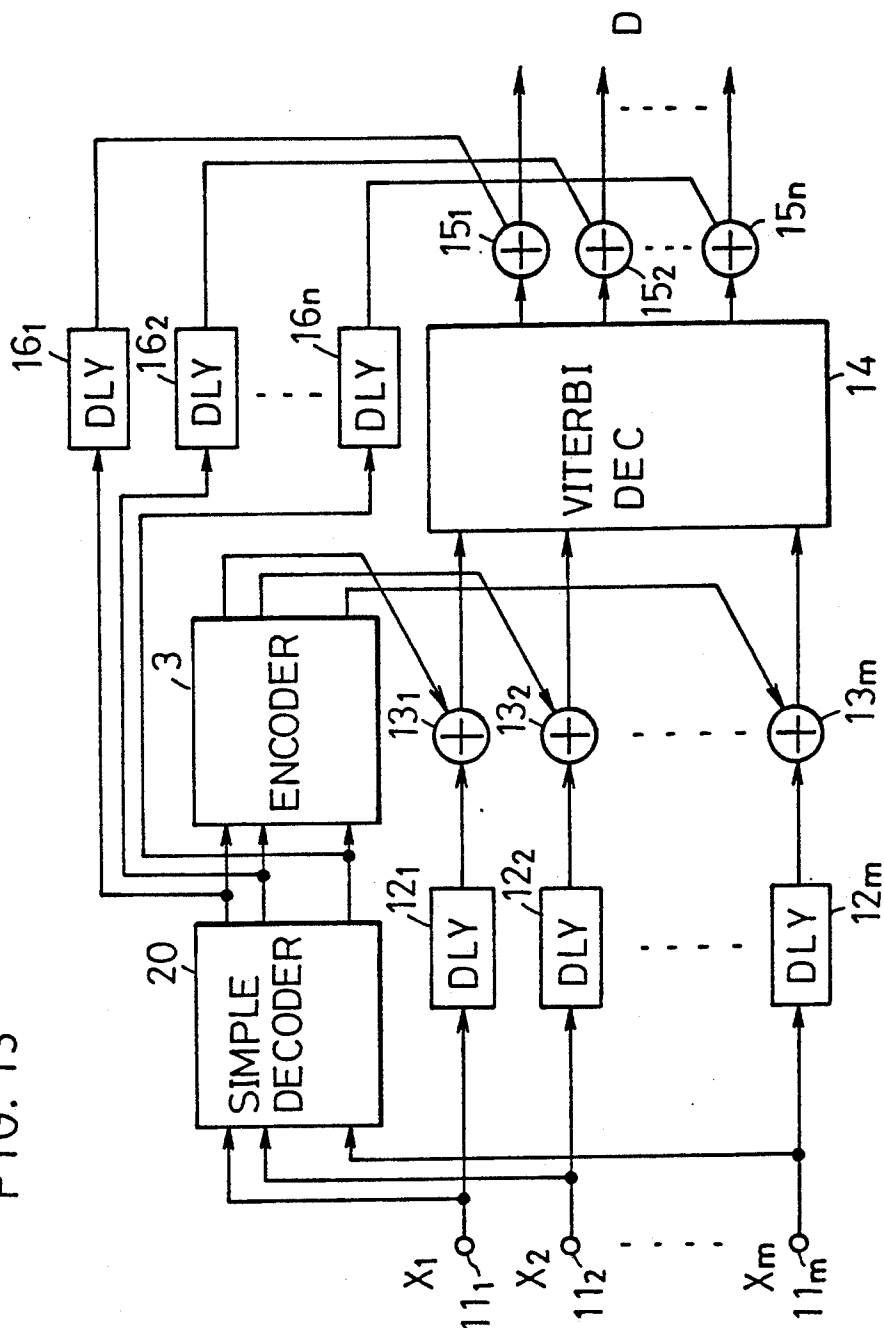 16₁
DLY
16₂
DLY
16n
DLY
D
15₁
15₂
15n
3
ENCODER
VITERBI
DEC
14
20
SIMPLE
DECODER
13₁
13₂
13m
12₁
DLY
12₂
DLY
12m
DLY
X₁
11₁
X₂
11₂
Xm
11m